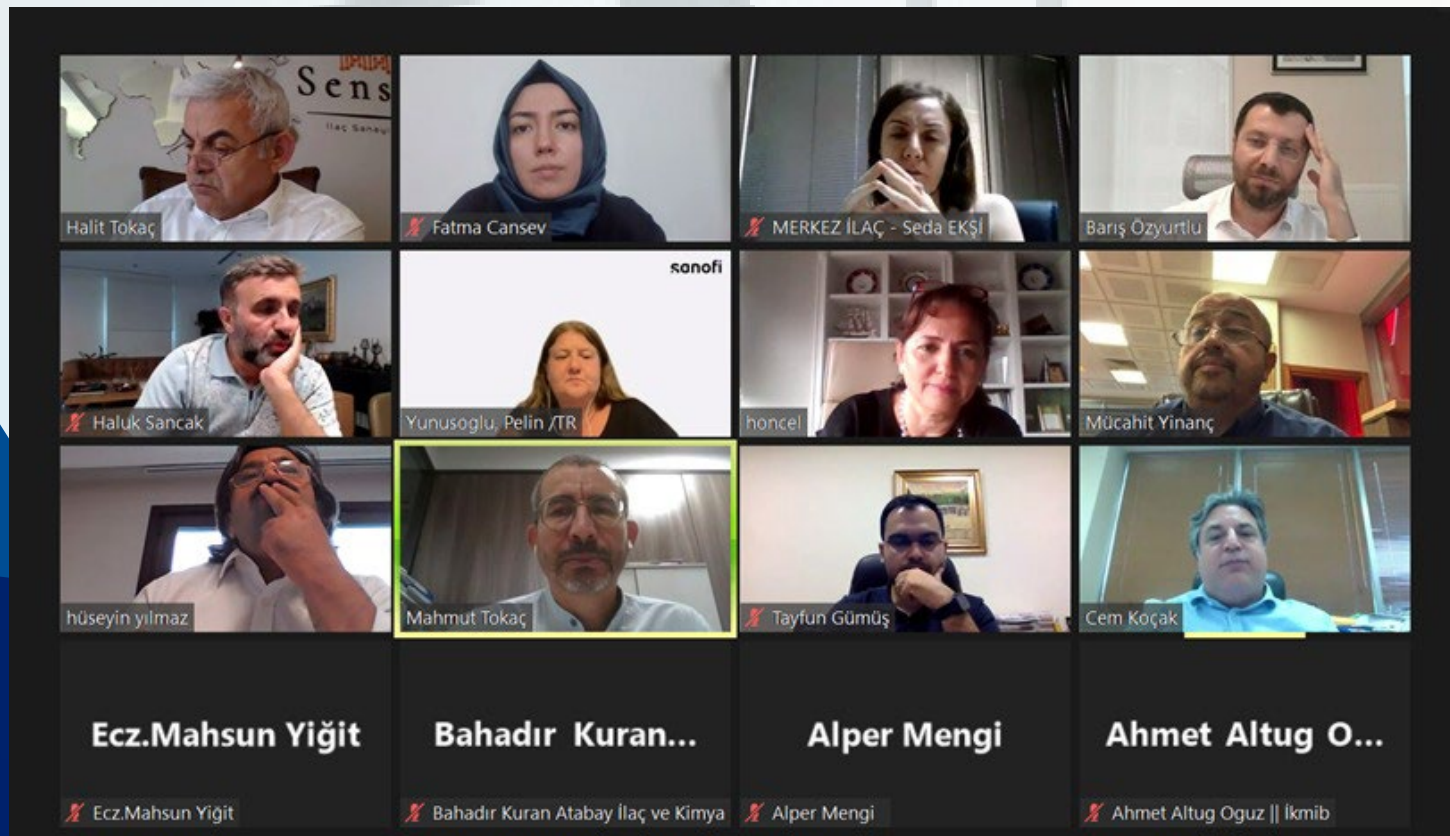 Sens
İlaç Sanayi
Halit Tokaç
Fatma Cansev
MERKEZ İLAÇ - Seda EKŞİ
Barış Özyurtlu
Haluk Sancak
sanofi
Yunusoglu, Pelin /TR
honcel
Mücahit Yinanç
hüseyin yılmaz
Mahmut Tokaç
Tayfun Gümüş
Cem Koçak
Ecz.Mahsun Yiğit
Bahadır Kuran...
Alper Mengi
Ahmet Altug O...
Ecz.Mahsun Yiğit
Bahadır Kuran Atabay İlaç ve Kimya
Alper Mengi
Ahmet Altug Oguz || İkmib